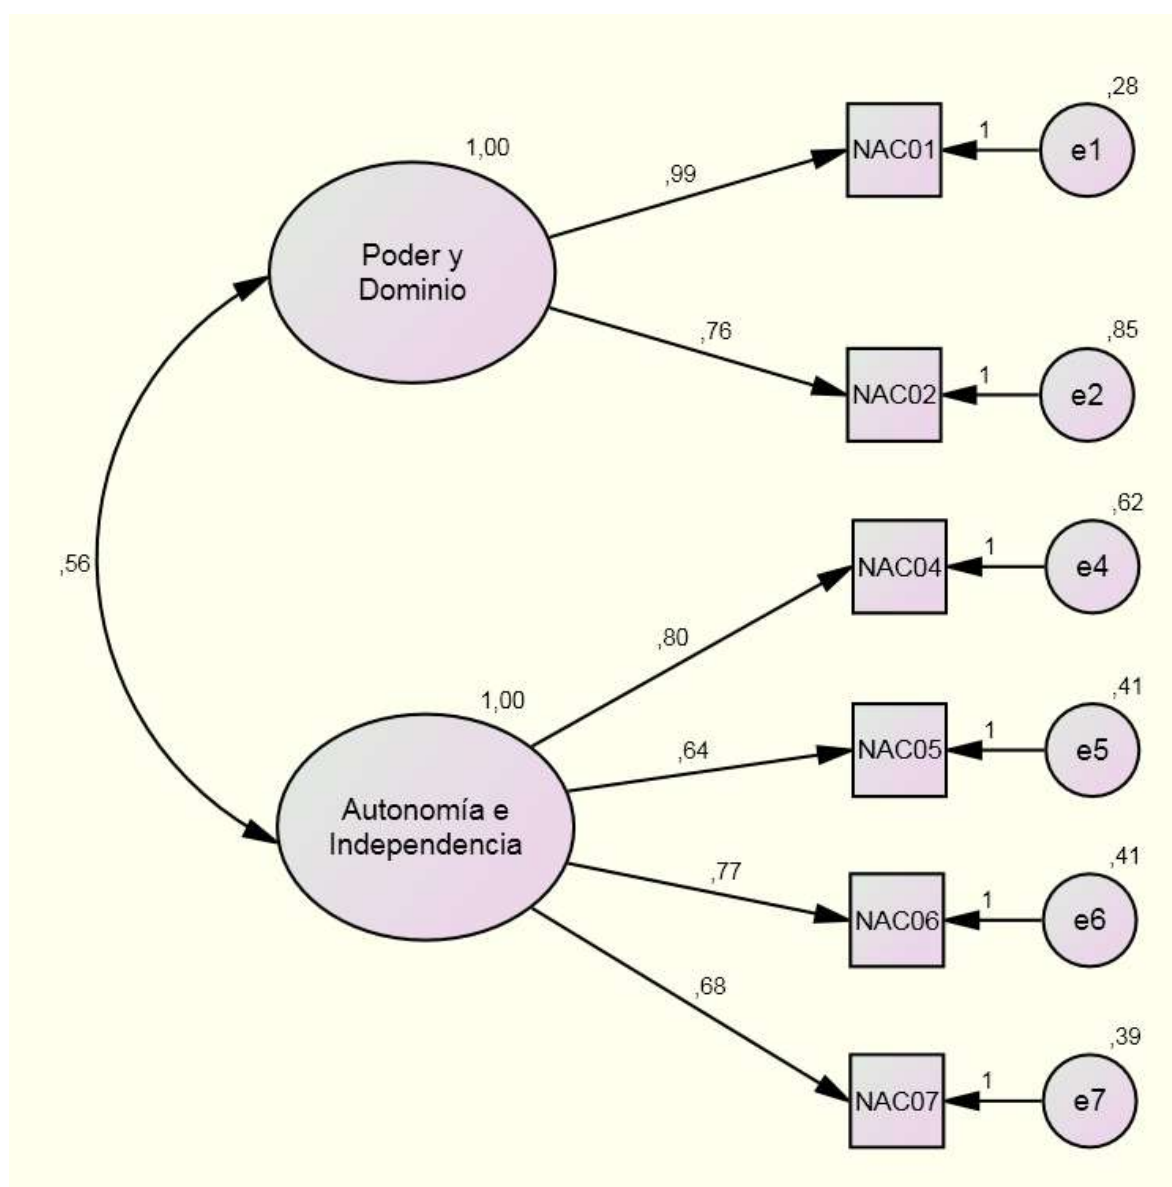 ,28
1
NAC01
e1
1,00
,99
Poder y
Dominio
,76
,85
1
NAC02
e2
,56
,62
1
NAC04
e4
,80
1,00
,41
1
NAC05
e5
,64
Autonomía e
Independencia
,77
,41
1
NAC06
e6
,68
,39
1
NAC07
e7